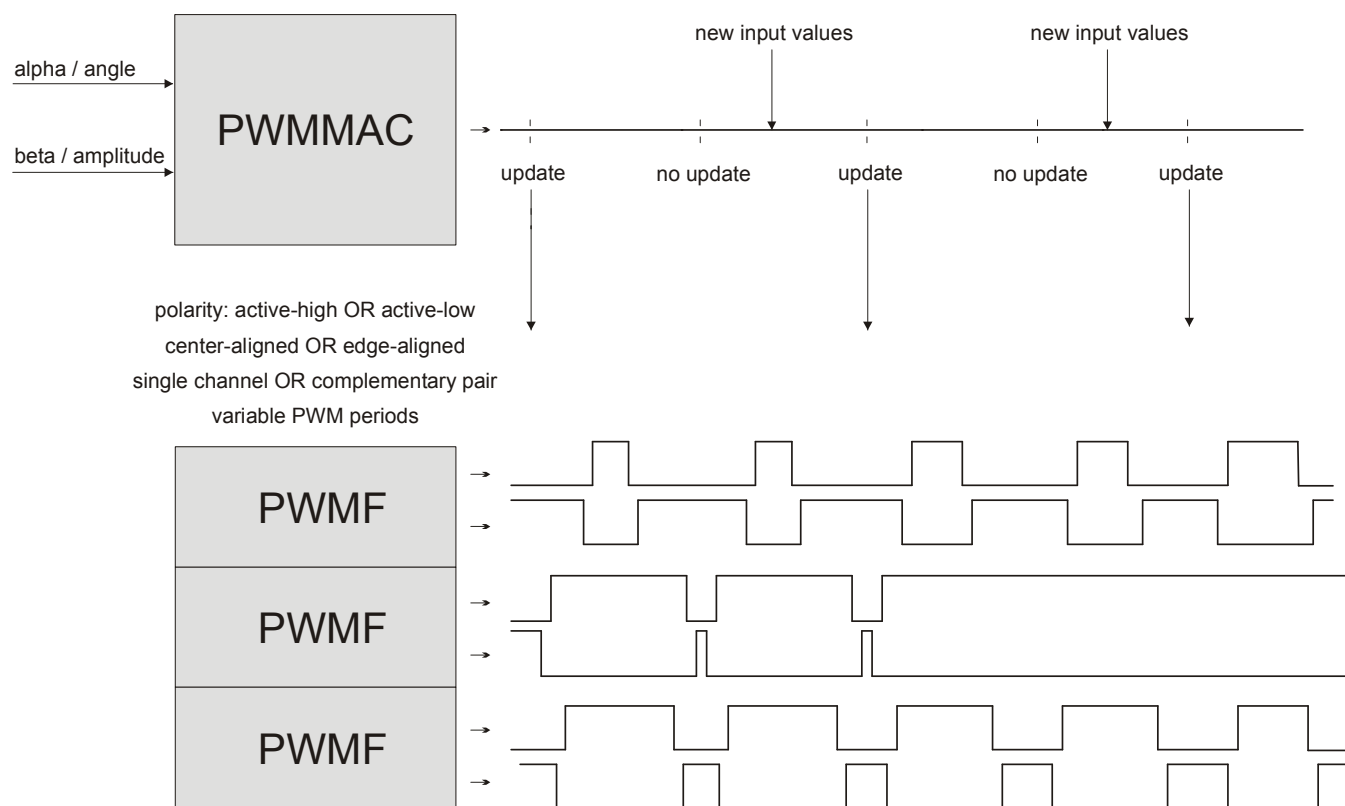 new input values
new input values
alpha / angle
PWMMAC
beta / amplitude
update
no update
update
no update
update
polarity: active-high OR active-low
center-aligned OR edge-aligned
single channel OR complementary pair
variable PWM periods
PWMF
PWMF
PWMF